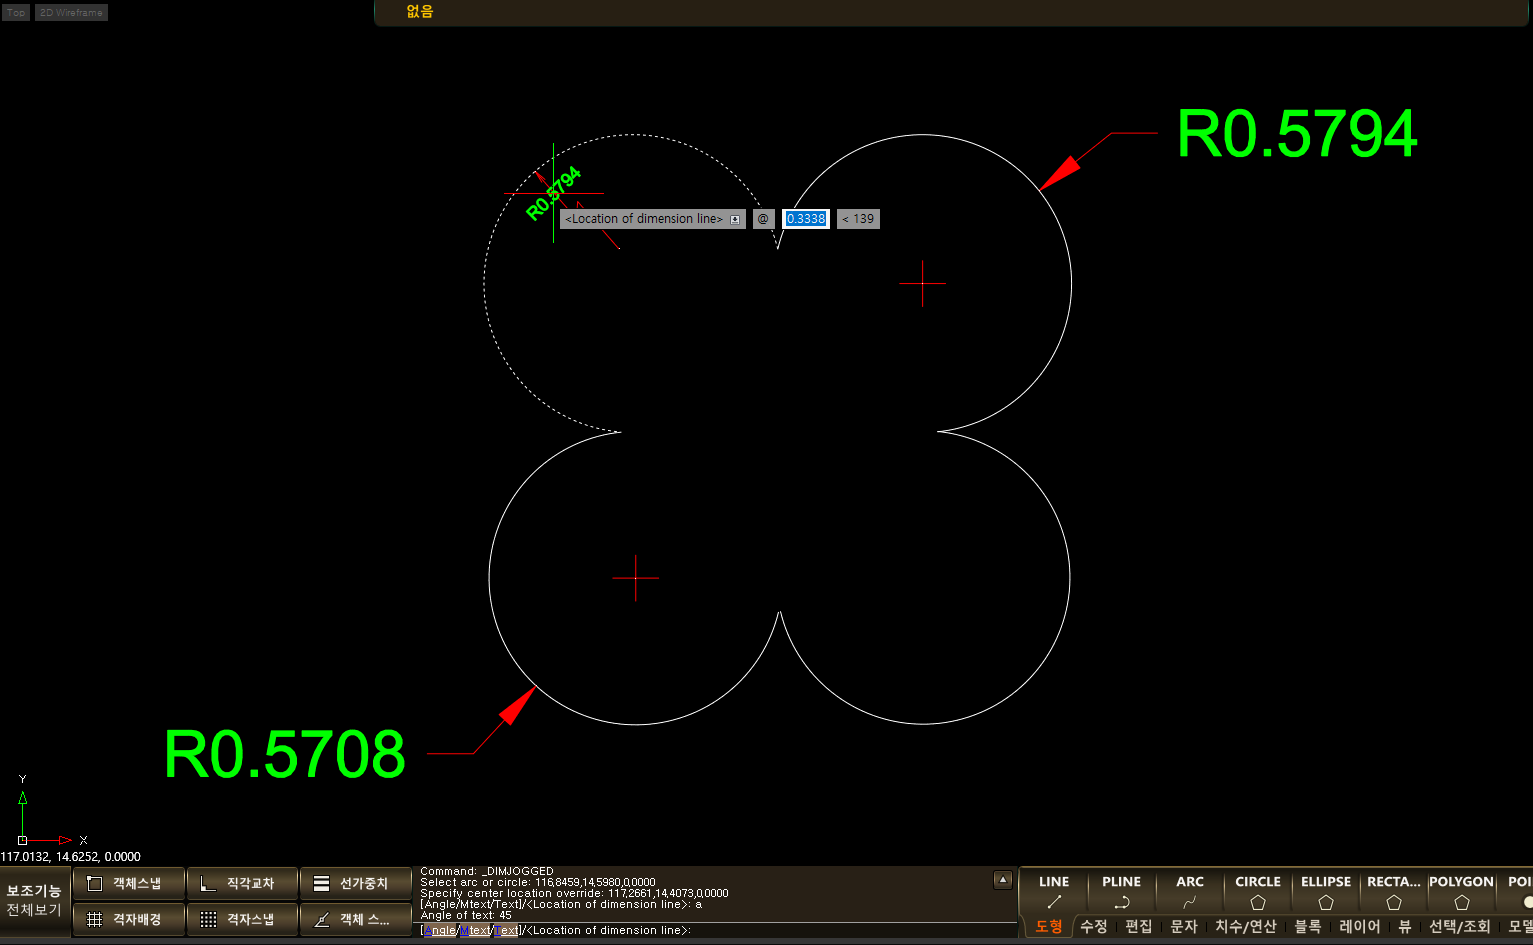 Top 2D Wireframe
없음
R0.5794
R0.5794
<Location of dimension line> @ 0.3338 < 139
R0.5708
Y
X
117.0132, 14.6252, 0.0000
보조기능
전체보기
객체스냅 직각교차 선가중치
격자배경 격자스냅 객체 스...
Command: _DIMJOGGED
Select arc or circle: 116,8459,14,5980,0,0000
Specify center location override: 117,2661,14,4073,0,0000
[Angle/Mtext/Text]/<Location of dimension line>: a
Angle of text: 45
[Angle/Mtext/Text]/<Location of dimension line>:
LINE PLINE ARC CIRCLE ELLIPSE RECTA... POLYGON POI
도형 수정 편집 문자 치수/연산 블록 레이어 뷰 선택/조회 모델